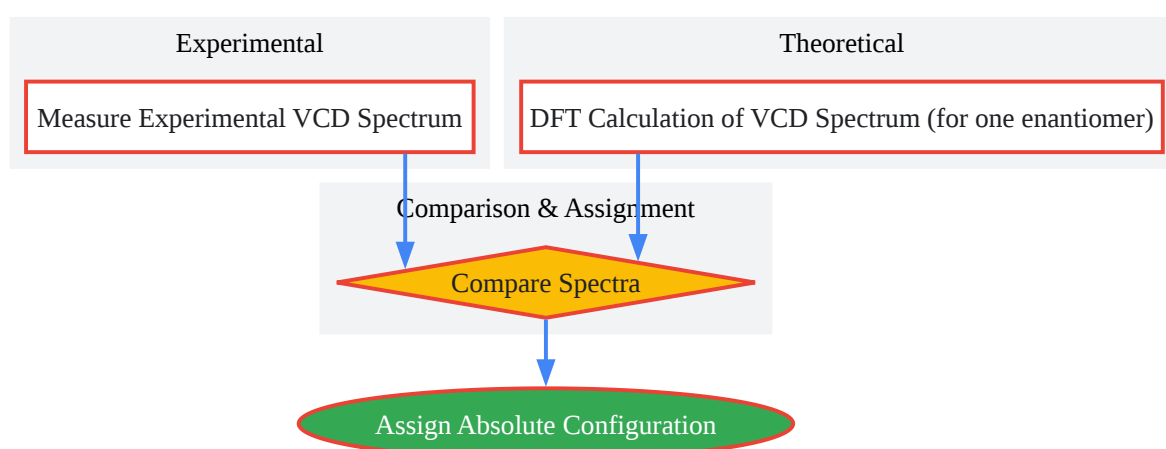 Experimental
Theoretical
Measure Experimental VCD Spectrum
DFT Calculation of VCD Spectrum (for one enantiomer)
Comparison & Assignment
Compare Spectra
Assign Absolute Configuration